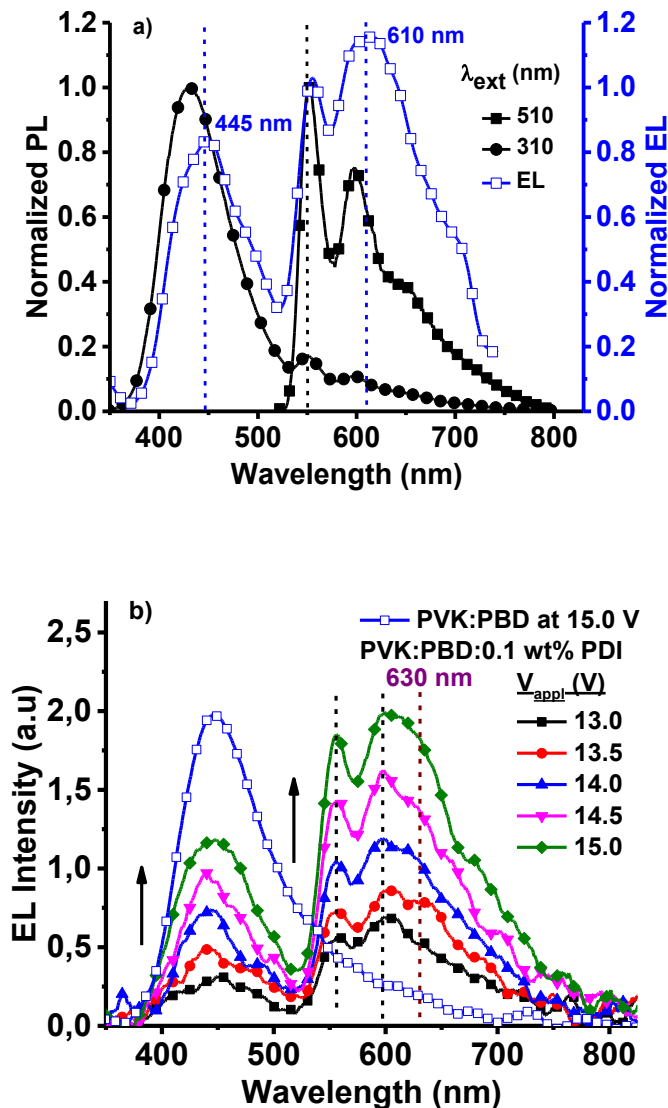 a)
610 nm
445 nm
λext (nm)
510
310
EL
Normalized PL
Normalized EL
1.2
1.0
0.8
0.6
0.4
0.2
0.0
1.2
1.0
0.8
0.6
0.4
0.2
0.0
400 500 600 700 800
Wavelength (nm)
b)
PVK:PBD at 15.0 V
PVK:PBD:0.1 wt% PDI
630 nm
Vappl (V)
13.0
13.5
14.0
14.5
15.0
EL Intensity (a.u)
2,5
2,0
1,5
1,0
0,5
0,0
400 500 600 700 800
Wavelength (nm)